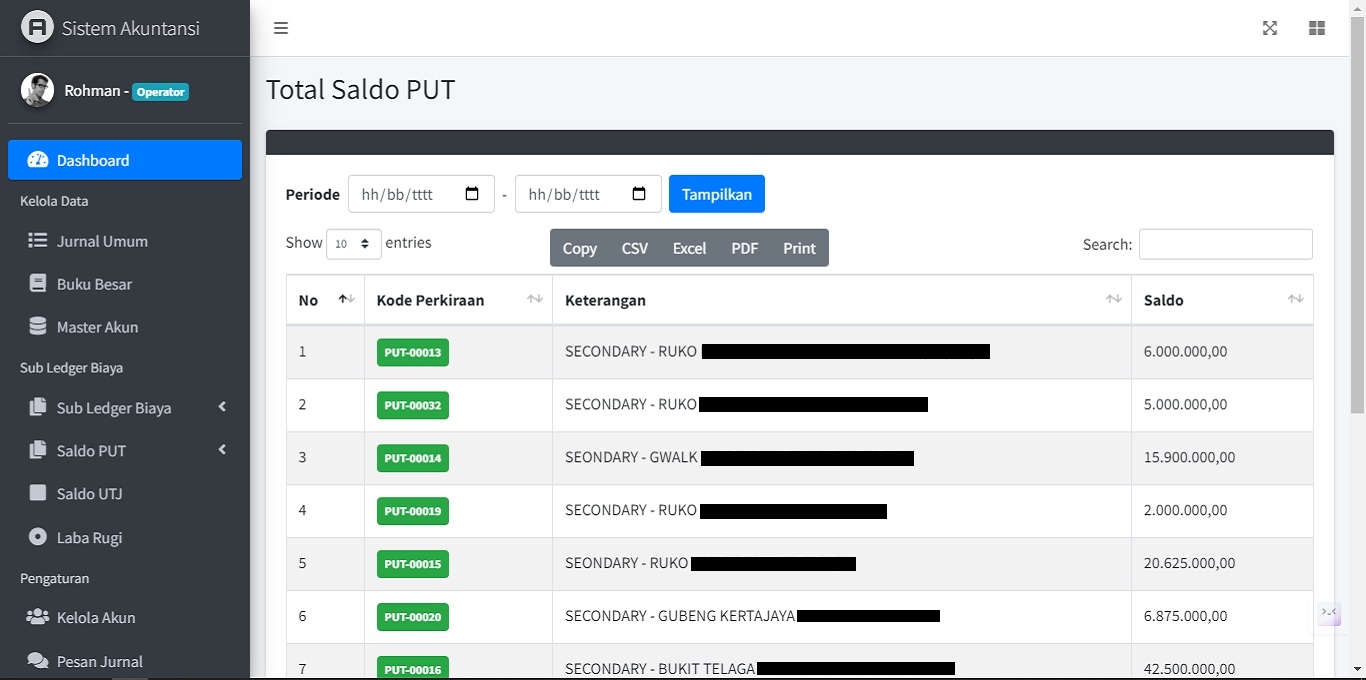 Sistem Akuntansi
Rohman - Operator
Dashboard
Kelola Data
Jurnal Umum
Buku Besar
Master Akun
Sub Ledger Biaya
Sub Ledger Biaya
Saldo PUT
Saldo UTJ
Laba Rugi
Pengaturan
Kelola Akun
Pesan Jurnal
Total Saldo PUT
Periode hh/bb/tttt - hh/bb/tttt Tampilkan
Show 10 entries Copy CSV Excel PDF Print Search:
No Kode Perkiraan Keterangan Saldo
1 PUT-00013 SECONDARY - RUKO 6.000.000,00
2 PUT-00032 SECONDARY - RUKO 5.000.000,00
3 PUT-00014 SEONDARY - GWALK 15.900.000,00
4 PUT-00019 SECONDARY - RUKO 2.000.000,00
5 PUT-00015 SEONDARY - RUKO 20.625.000,00
6 PUT-00020 SECONDARY - GUBENG KERTAJAYA 6.875.000,00
7 PUT-00016 SECONDARY - BUKIT TELAGA 42.500.000,00